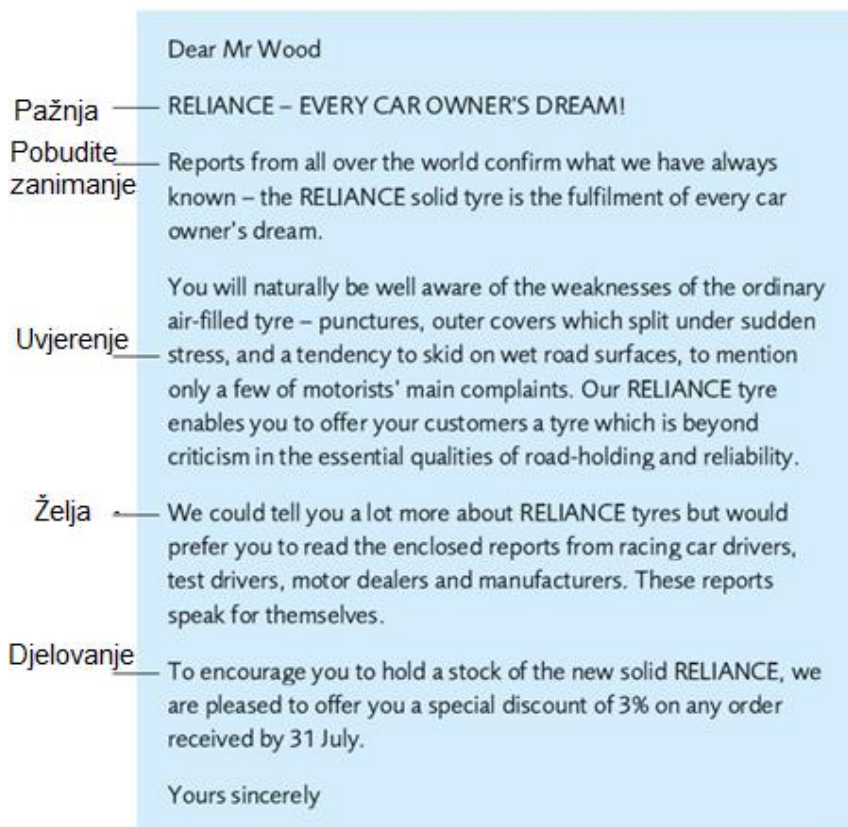 Dear Mr Wood
Pažnja
RELIANCE – EVERY CAR OWNER'S DREAM!
Pobudite
zanimanje
Reports from all over the world confirm what we have always
known – the RELIANCE solid tyre is the fulfilment of every car
owner's dream.
Uvjerenje
You will naturally be well aware of the weaknesses of the ordinary
air-filled tyre – punctures, outer covers which split under sudden
stress, and a tendency to skid on wet road surfaces, to mention
only a few of motorists' main complaints. Our RELIANCE tyre
enables you to offer your customers a tyre which is beyond
criticism in the essential qualities of road-holding and reliability.
Želja
We could tell you a lot more about RELIANCE tyres but would
prefer you to read the enclosed reports from racing car drivers,
test drivers, motor dealers and manufacturers. These reports
speak for themselves.
Djelovanje
To encourage you to hold a stock of the new solid RELIANCE, we
are pleased to offer you a special discount of 3% on any order
received by 31 July.
Yours sincerely